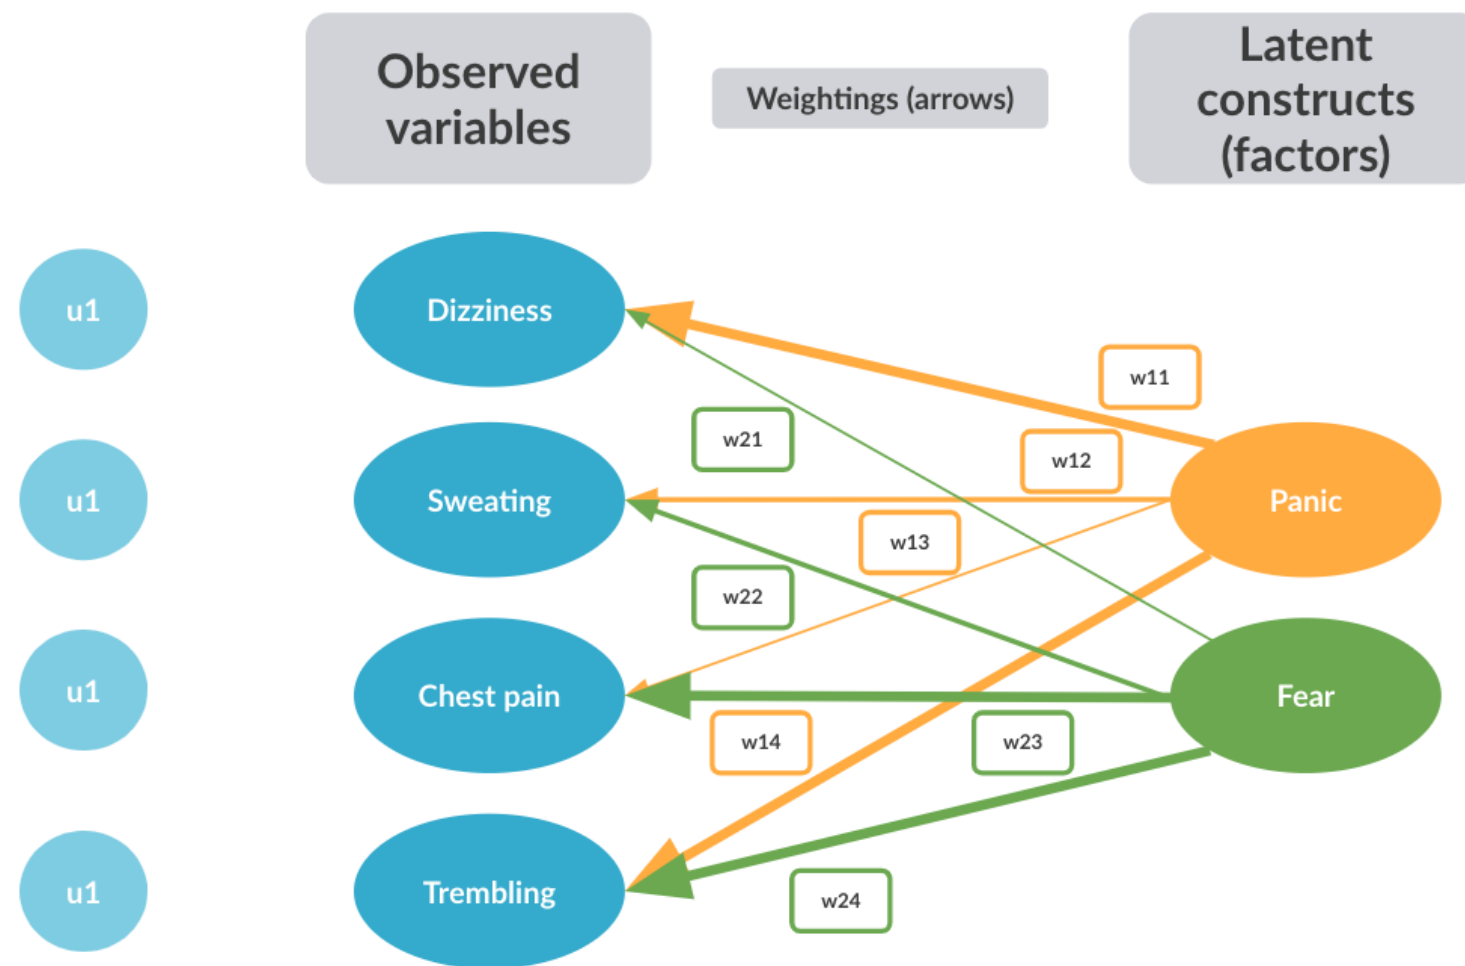 Observed
variables
Weightings (arrows)
Latent
constructs
(factors)
u1
Dizziness
w11
w21
w12
u1
Sweating
Panic
w13
w22
u1
Chest pain
Fear
w14
w23
u1
Trembling
w24